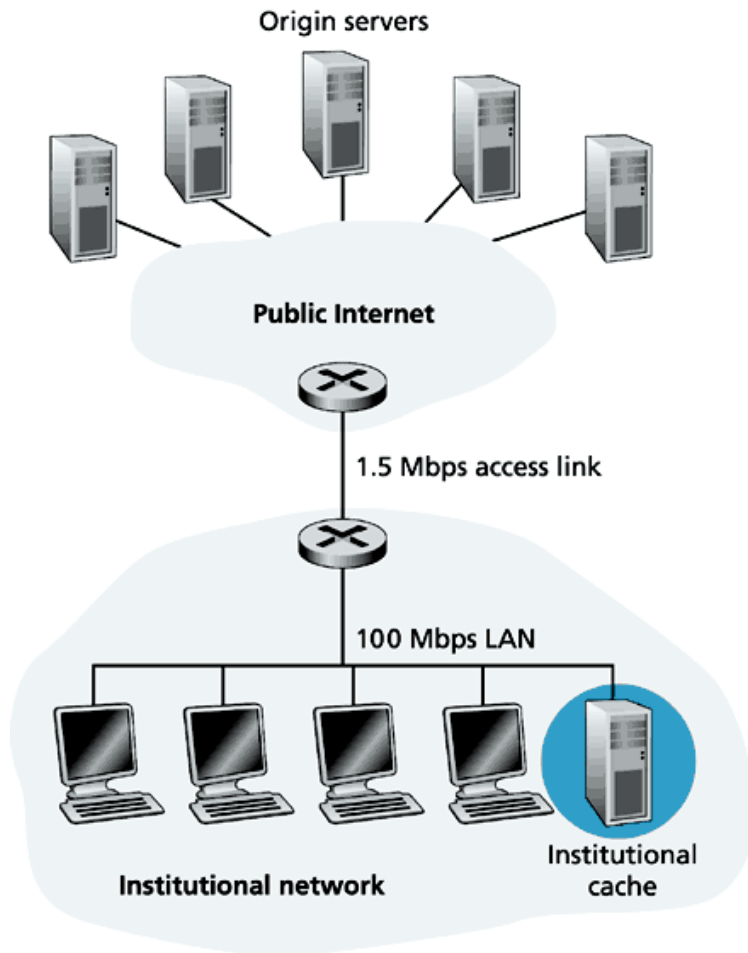 Origin servers
Public Internet
1.5 Mbps access link
100 Mbps LAN
Institutional
cache
Institutional network